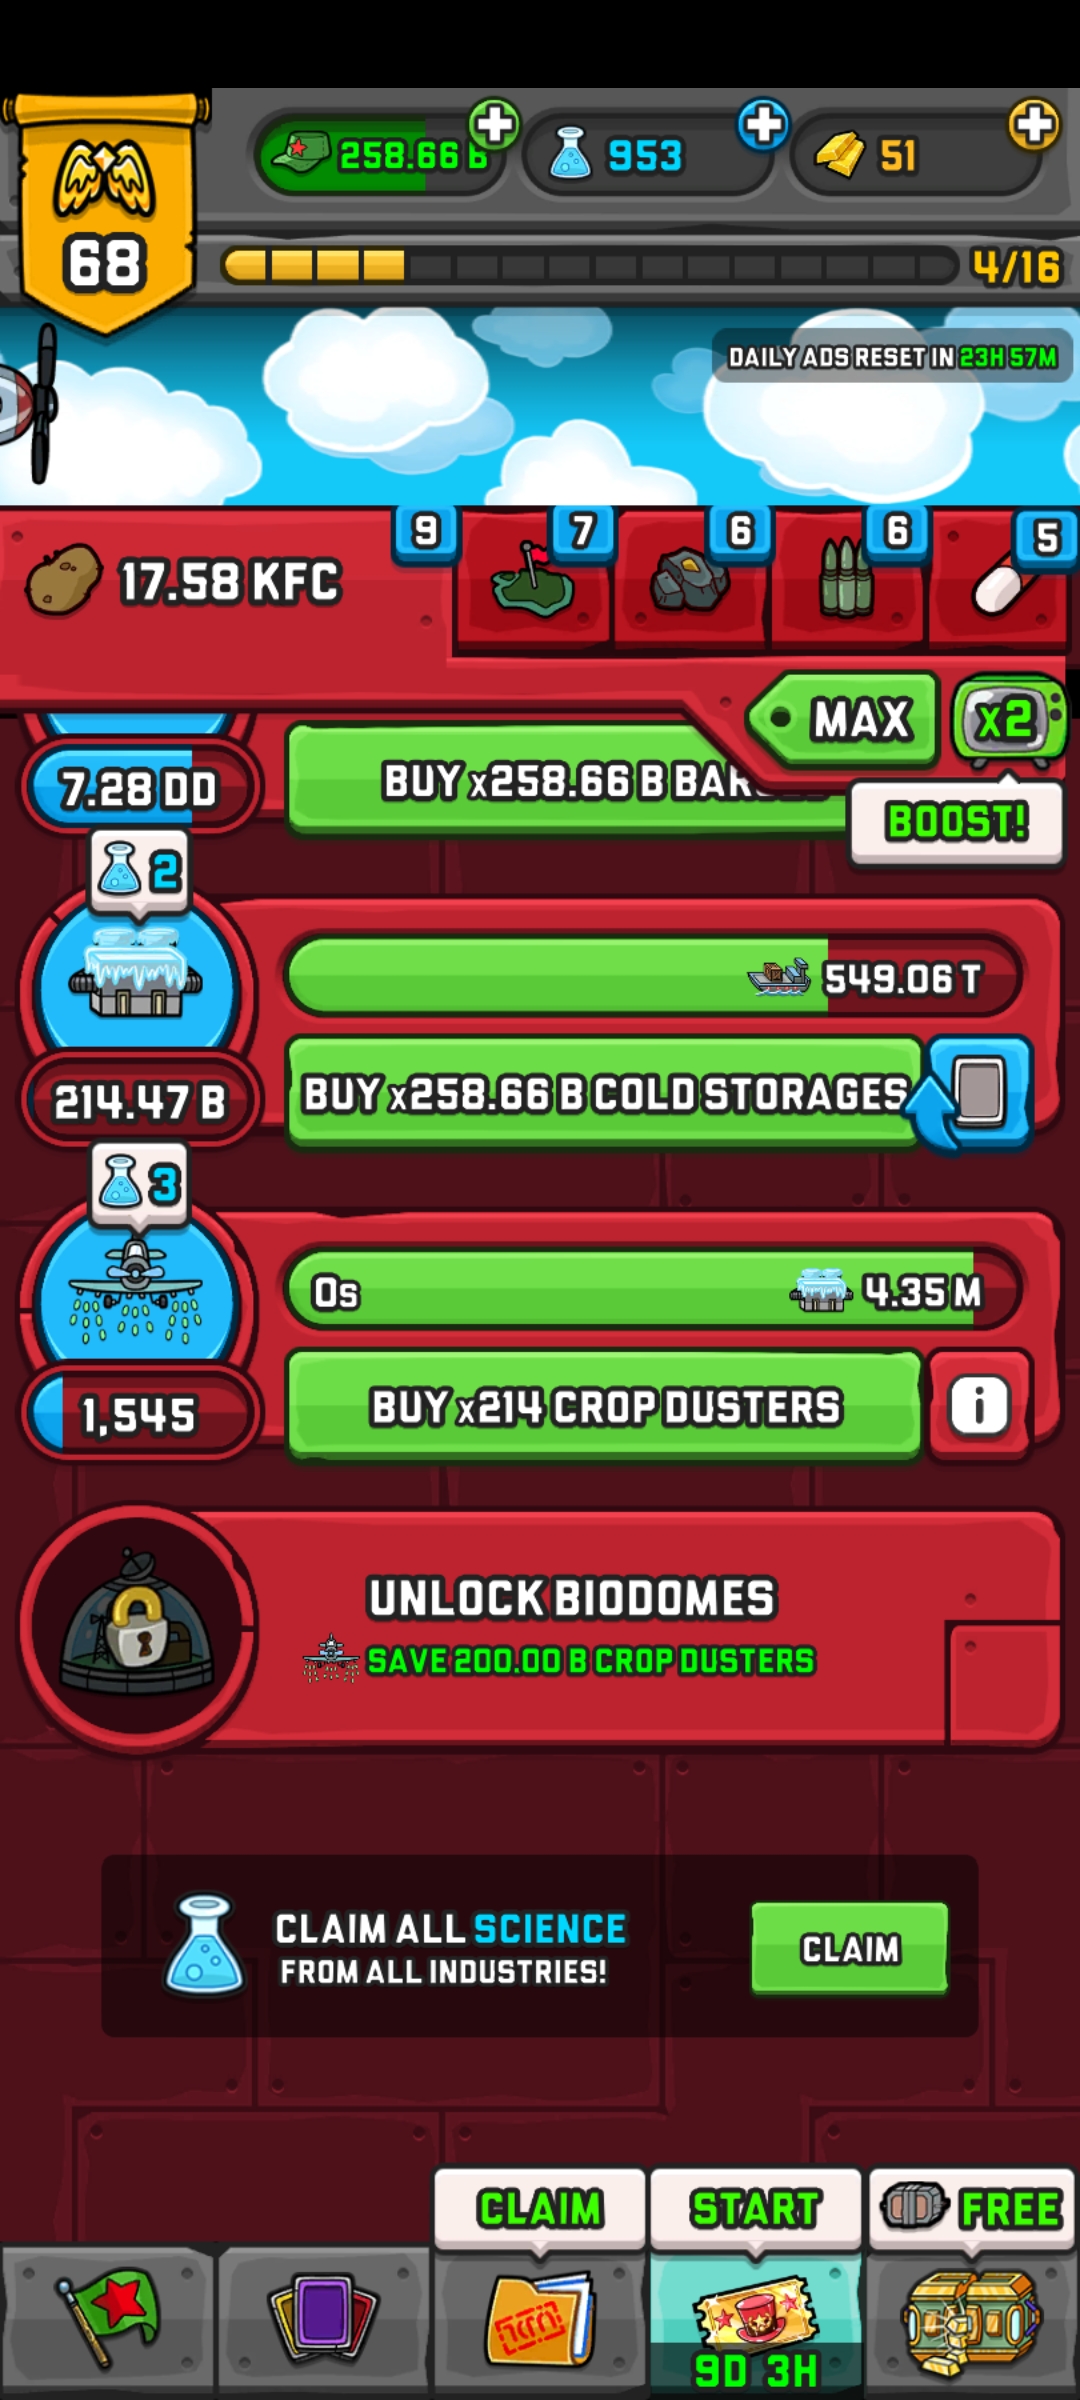 258.66 B
953
51
68
4/16
DAILY ADS RESET IN 23H 57M
9
7
6
6
5
17.58 KFC
MAX
x2
BOOST!
7.28 DD
BUY x258.66 B
2
549.06 T
214.47 B
BUY x258.66 B COLD STORAGES
3
0s
4.35 M
1,545
BUY x214 CROP DUSTERS
i
UNLOCK BIODOMES
SAVE 200.00 B CROP DUSTERS
CLAIM ALL SCIENCE
FROM ALL INDUSTRIES!
CLAIM
CLAIM
START
FREE
9D 3H